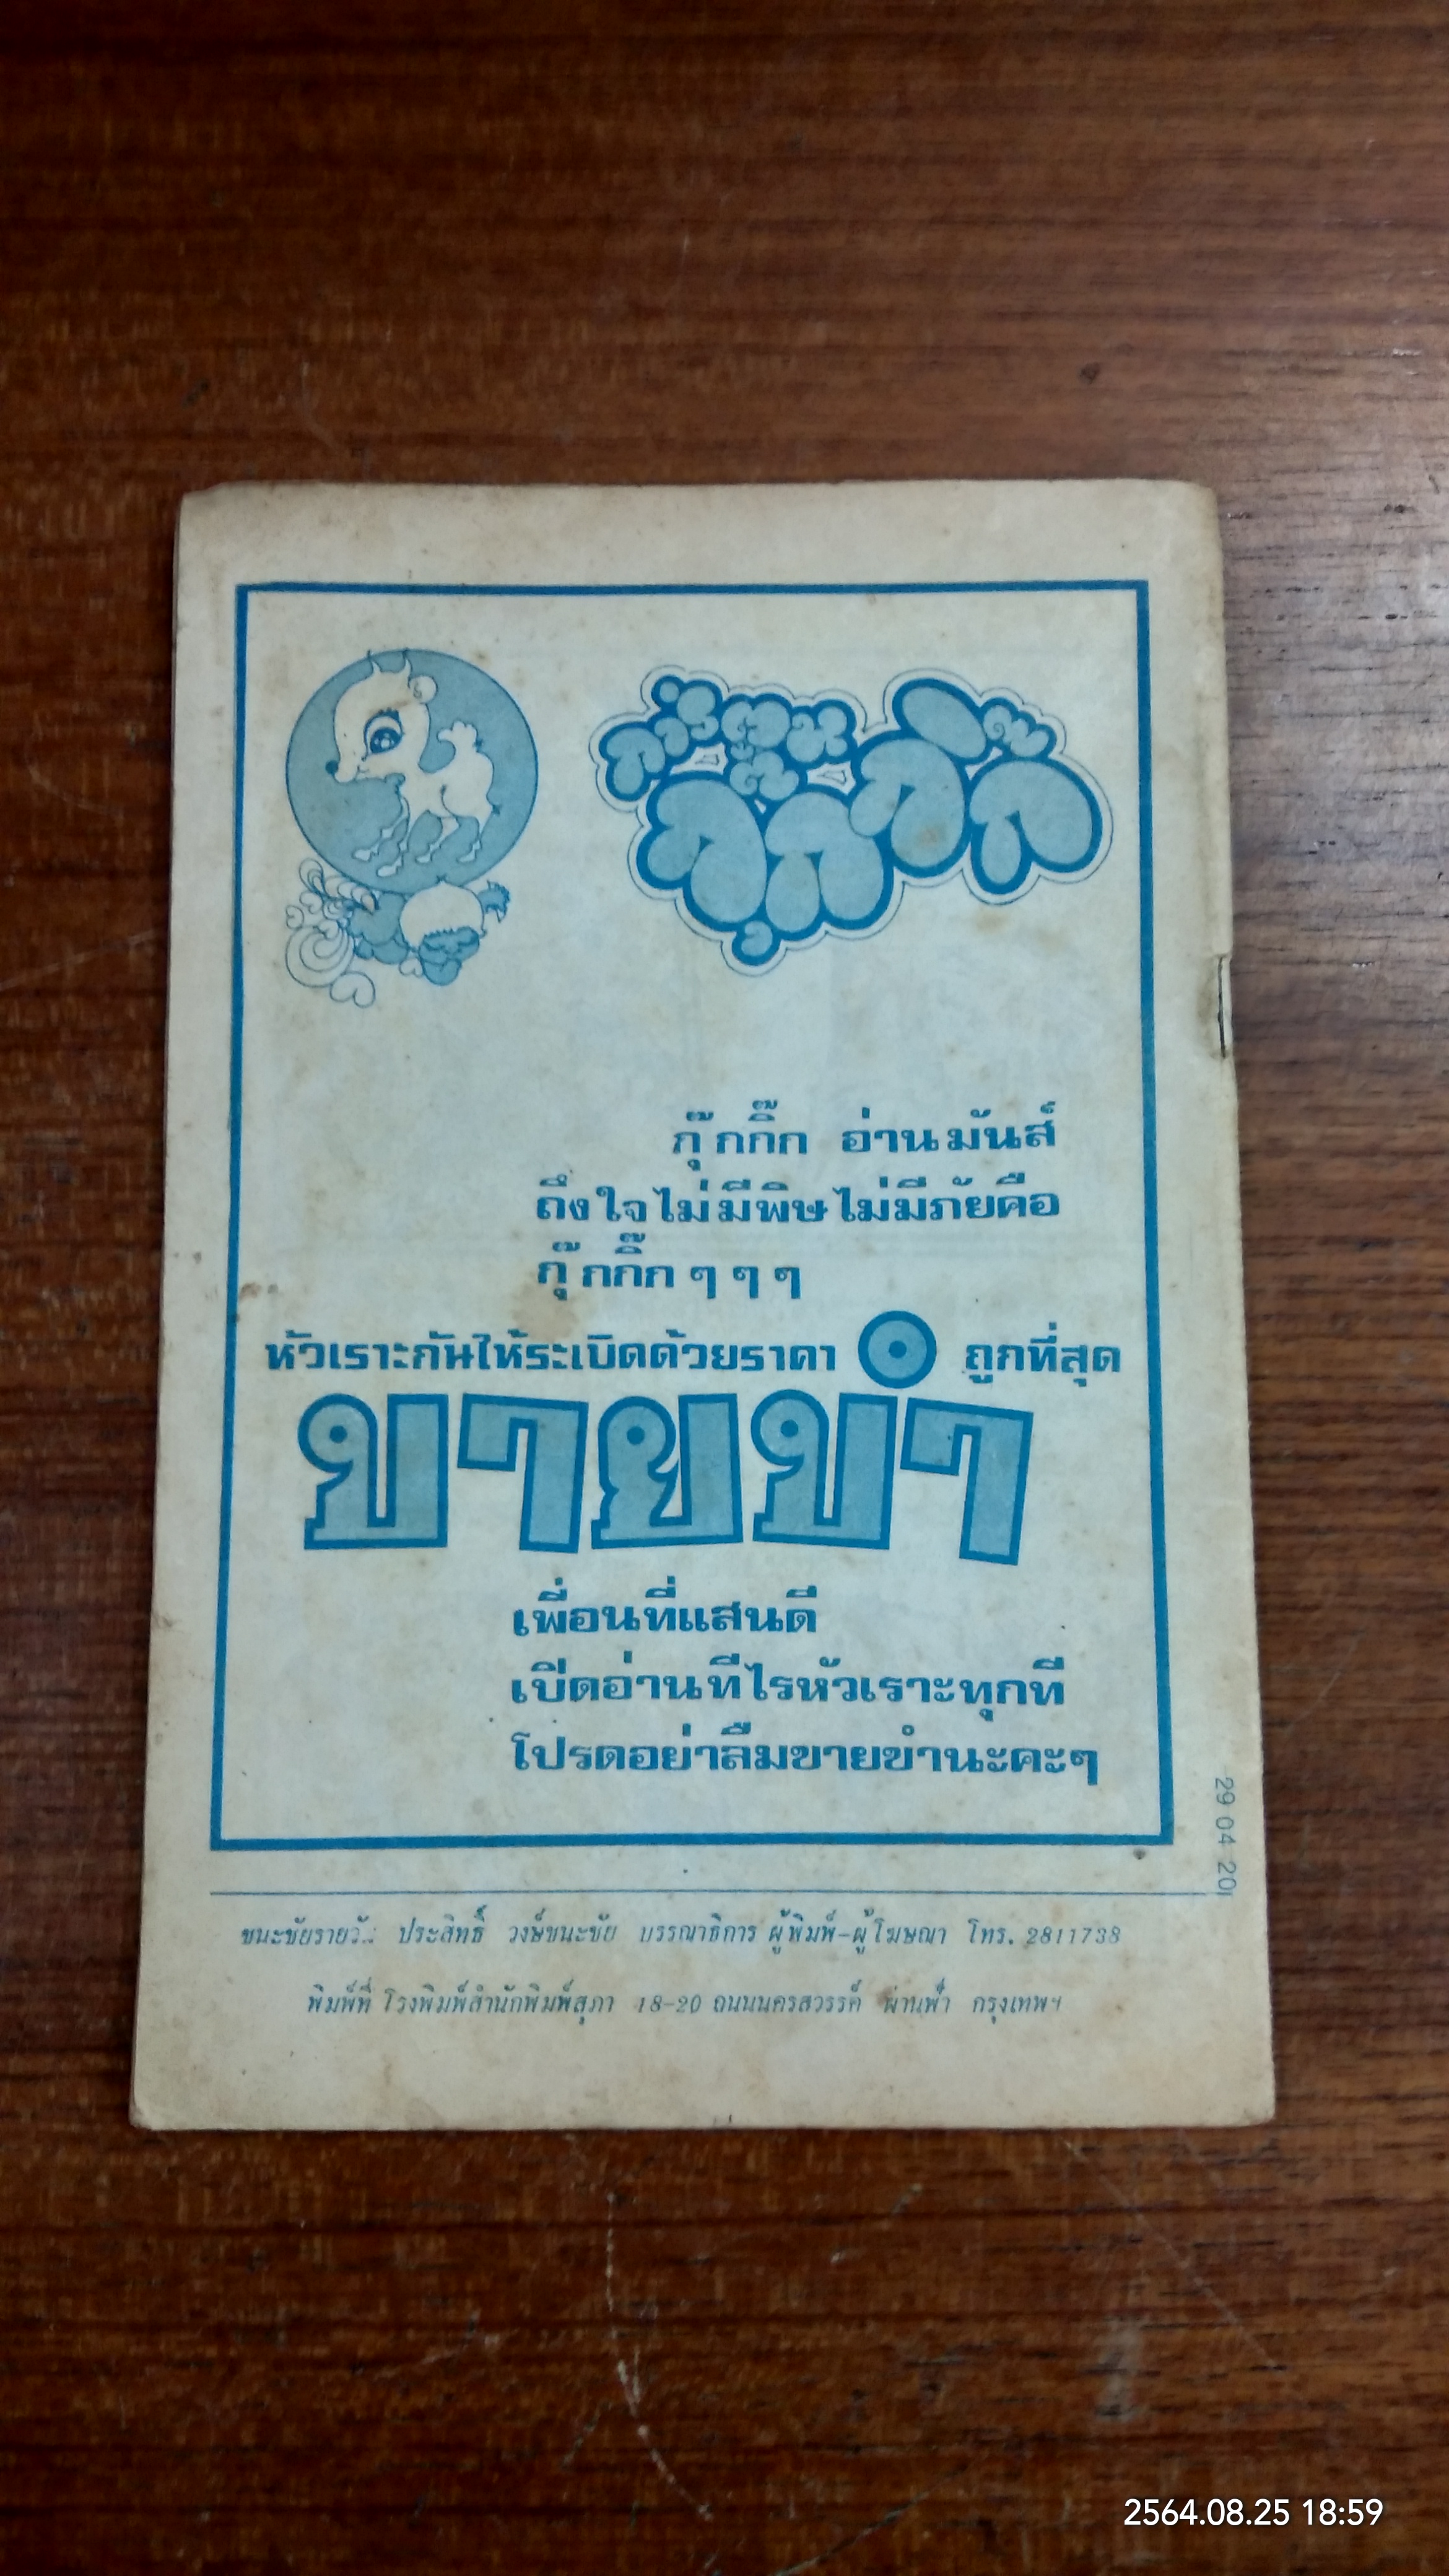 การ์ตูน
กุ๊กกิ๊ก
กุ๊กกิ๊ก อ่านมันส์
ถึงใจไม่มีพิษไม่มีภัยคือ
กุ๊กกิ๊กๆๆๆ
หัวเราะกันให้ระเบิดด้วยราคา ถูกที่สุด
ขายขำ
เพื่อนที่แสนดี
เปิดอ่านทีไรหัวเราะทุกที
โปรดอย่าลืมขายขำนะคะๆ
29 04 20
ชนะชัยรายวัน ประสิทธิ์ วงษ์ชนะชัย บรรณาธิการ ผู้พิมพ์-ผู้โฆษณา โทร. 2811738
พิมพ์ที่ โรงพิมพ์สำนักพิมพ์สุภา 18-20 ถนนนครสวรรค์ ผ่านฟ้า กรุงเทพฯ
2564.08.25 18:59